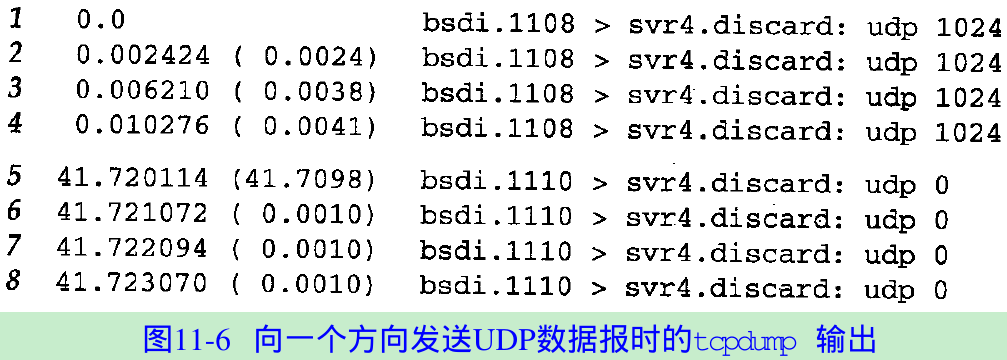 1 0.0 bsdi.1108 > svr4.discard: udp 1024
2 0.002424 ( 0.0024) bsdi.1108 > svr4.discard: udp 1024
3 0.006210 ( 0.0038) bsdi.1108 > svr4.discard: udp 1024
4 0.010276 ( 0.0041) bsdi.1108 > svr4.discard: udp 1024
5 41.720114 (41.7098) bsdi.1110 > svr4.discard: udp 0
6 41.721072 ( 0.0010) bsdi.1110 > svr4.discard: udp 0
7 41.722094 ( 0.0010) bsdi.1110 > svr4.discard: udp 0
8 41.723070 ( 0.0010) bsdi.1110 > svr4.discard: udp 0
图11-6 向一个方向发送UDP数据报时的tcpdump 输出